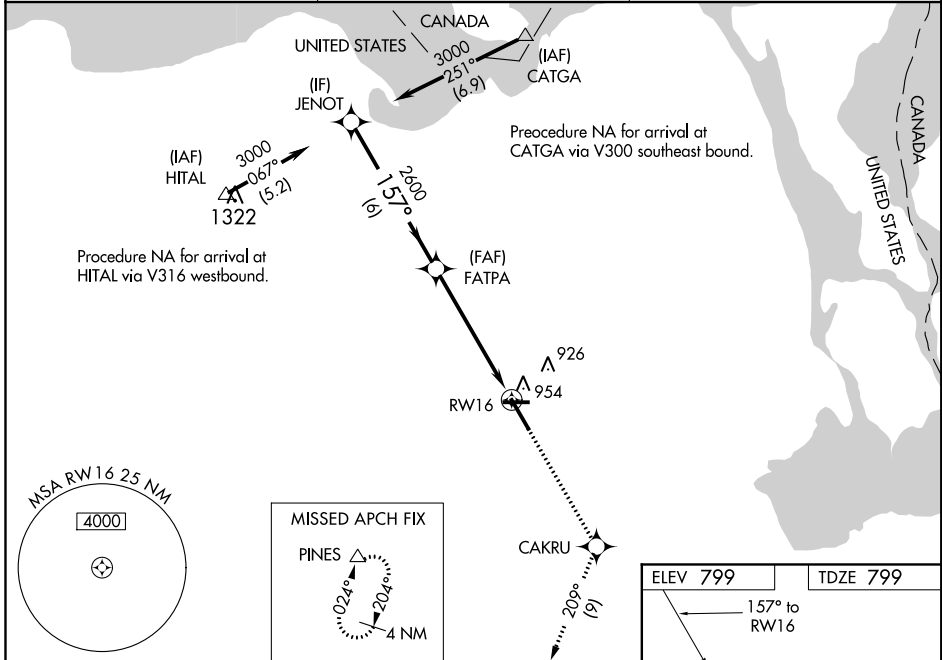 CANADA
UNITED STATES
3000
251°
(6.9)
(IAF)
CATGA
(IF)
JENOT
Preocedure NA for arrival at
CATGA via V300 southeast bound.
CANADA
UNITED STATES
(IAF)
HITAL
3000
067°
(5.2)
1322
2600
157°
(6)
Procedure NA for arrival at
HITAL via V316 westbound.
(FAF)
FATPA
926
954
RW16
MSA RW16 25 NM
4000
MISSED APCH FIX
PINES
024°
204°
4 NM
CAKRU
209°
(9)
ELEV 799
TDZE 799
157° to
RW16